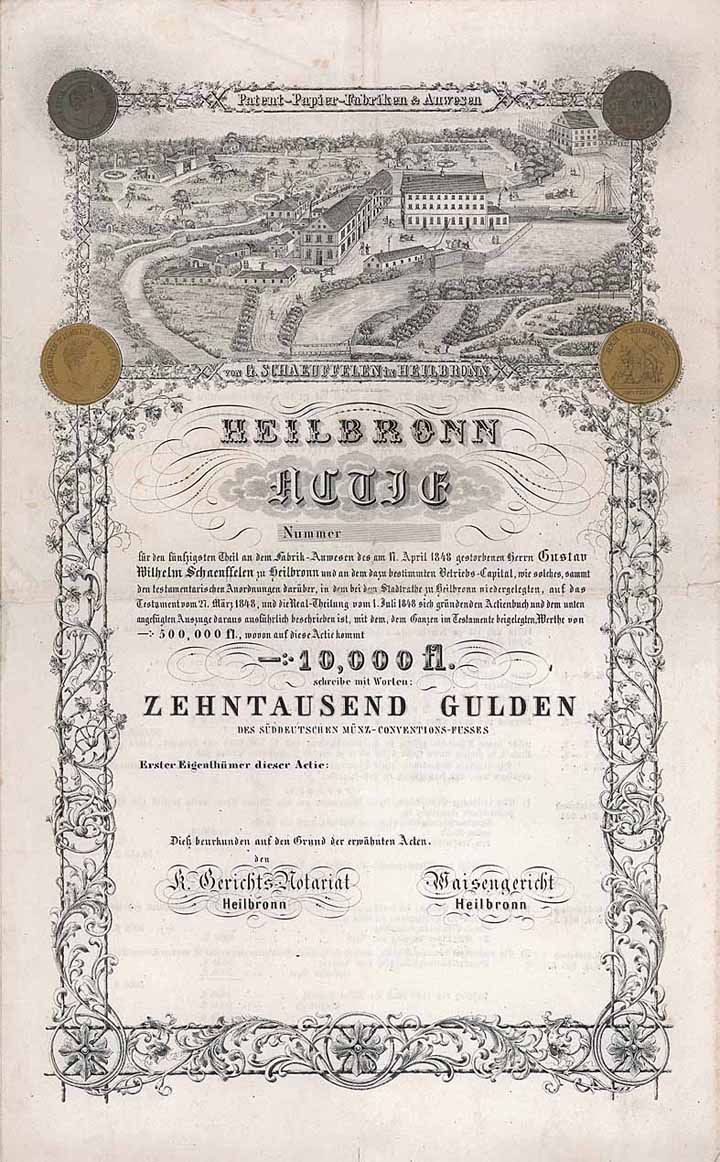 Patent-Papier-Fabriken & Anwesen
VON G. SCHAEUFFELEN in HEILBRONN
HEILBRONN
ACTIE
Nummer
für den fünfzigsten Theil an dem Fabrik-Anwesen des am 11. April 1848 gestorbenen Herrn Gustav
Wilhelm Schaeuffelen zu Heilbronn und an dem dazu bestimmten Betriebs-Capital, wie solches, sammt
den testamentarischen Anordnungen darüber, in dem bei dem Stadtrathe zu Heilbronn niedergelegten, auf das
Testament vom 27. März 1848, und die Real-Theilung vom 1. Juli 1848 sich gründenden Actienbuch und dem unten
angefügten Auszuge daraus ausführlich beschrieben ist, mit dem, dem Ganzen im Testamente beigelegten, Werthe von
—:· 500,000 fl., wovon auf diese Actie kommt
—:· 10,000 fl.
schreibe mit Worten:
ZEHNTAUSEND GULDEN
DES SÜDDEUTSCHEN MÜNZ-CONVENTIONS-FUSSES
Erster Eigenthümer dieser Actie:
Dieß beurkunden auf den Grund der erwähnten Acten.
den
K. Gerichts-Notariat Waisengericht
Heilbronn Heilbronn